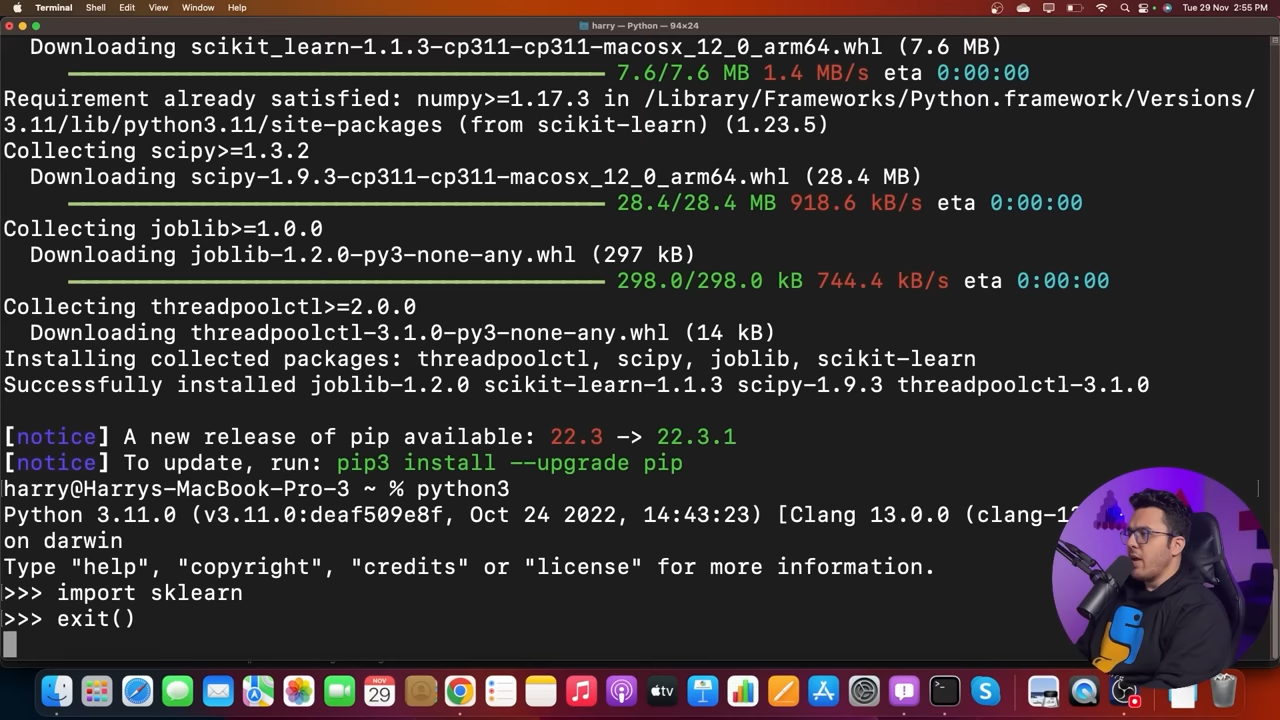 Terminal Shell Edit View Window Help Tue 29 Nov 2:55 PM
harry — Python — 94×24
Downloading scikit_learn-1.1.3-cp311-cp311-macosx_12_0_arm64.whl (7.6 MB)
7.6/7.6 MB 1.4 MB/s eta 0:00:00
Requirement already satisfied: numpy>=1.17.3 in /Library/Frameworks/Python.framework/Versions/
3.11/lib/python3.11/site-packages (from scikit-learn) (1.23.5)
Collecting scipy>=1.3.2
Downloading scipy-1.9.3-cp311-cp311-macosx_12_0_arm64.whl (28.4 MB)
28.4/28.4 MB 918.6 kB/s eta 0:00:00
Collecting joblib>=1.0.0
Downloading joblib-1.2.0-py3-none-any.whl (297 kB)
298.0/298.0 kB 744.4 kB/s eta 0:00:00
Collecting threadpoolctl>=2.0.0
Downloading threadpoolctl-3.1.0-py3-none-any.whl (14 kB)
Installing collected packages: threadpoolctl, scipy, joblib, scikit-learn
Successfully installed joblib-1.2.0 scikit-learn-1.1.3 scipy-1.9.3 threadpoolctl-3.1.0
[notice] A new release of pip available: 22.3 -> 22.3.1
[notice] To update, run: pip3 install --upgrade pip
harry@Harrys-MacBook-Pro-3 ~ % python3
Python 3.11.0 (v3.11.0:deaf509e8f, Oct 24 2022, 14:43:23) [Clang 13.0.0
on darwin
Type "help", "copyright", "credits" or "license" for more information.
>>> import sklearn
>>> exit()
NOV
29
tv